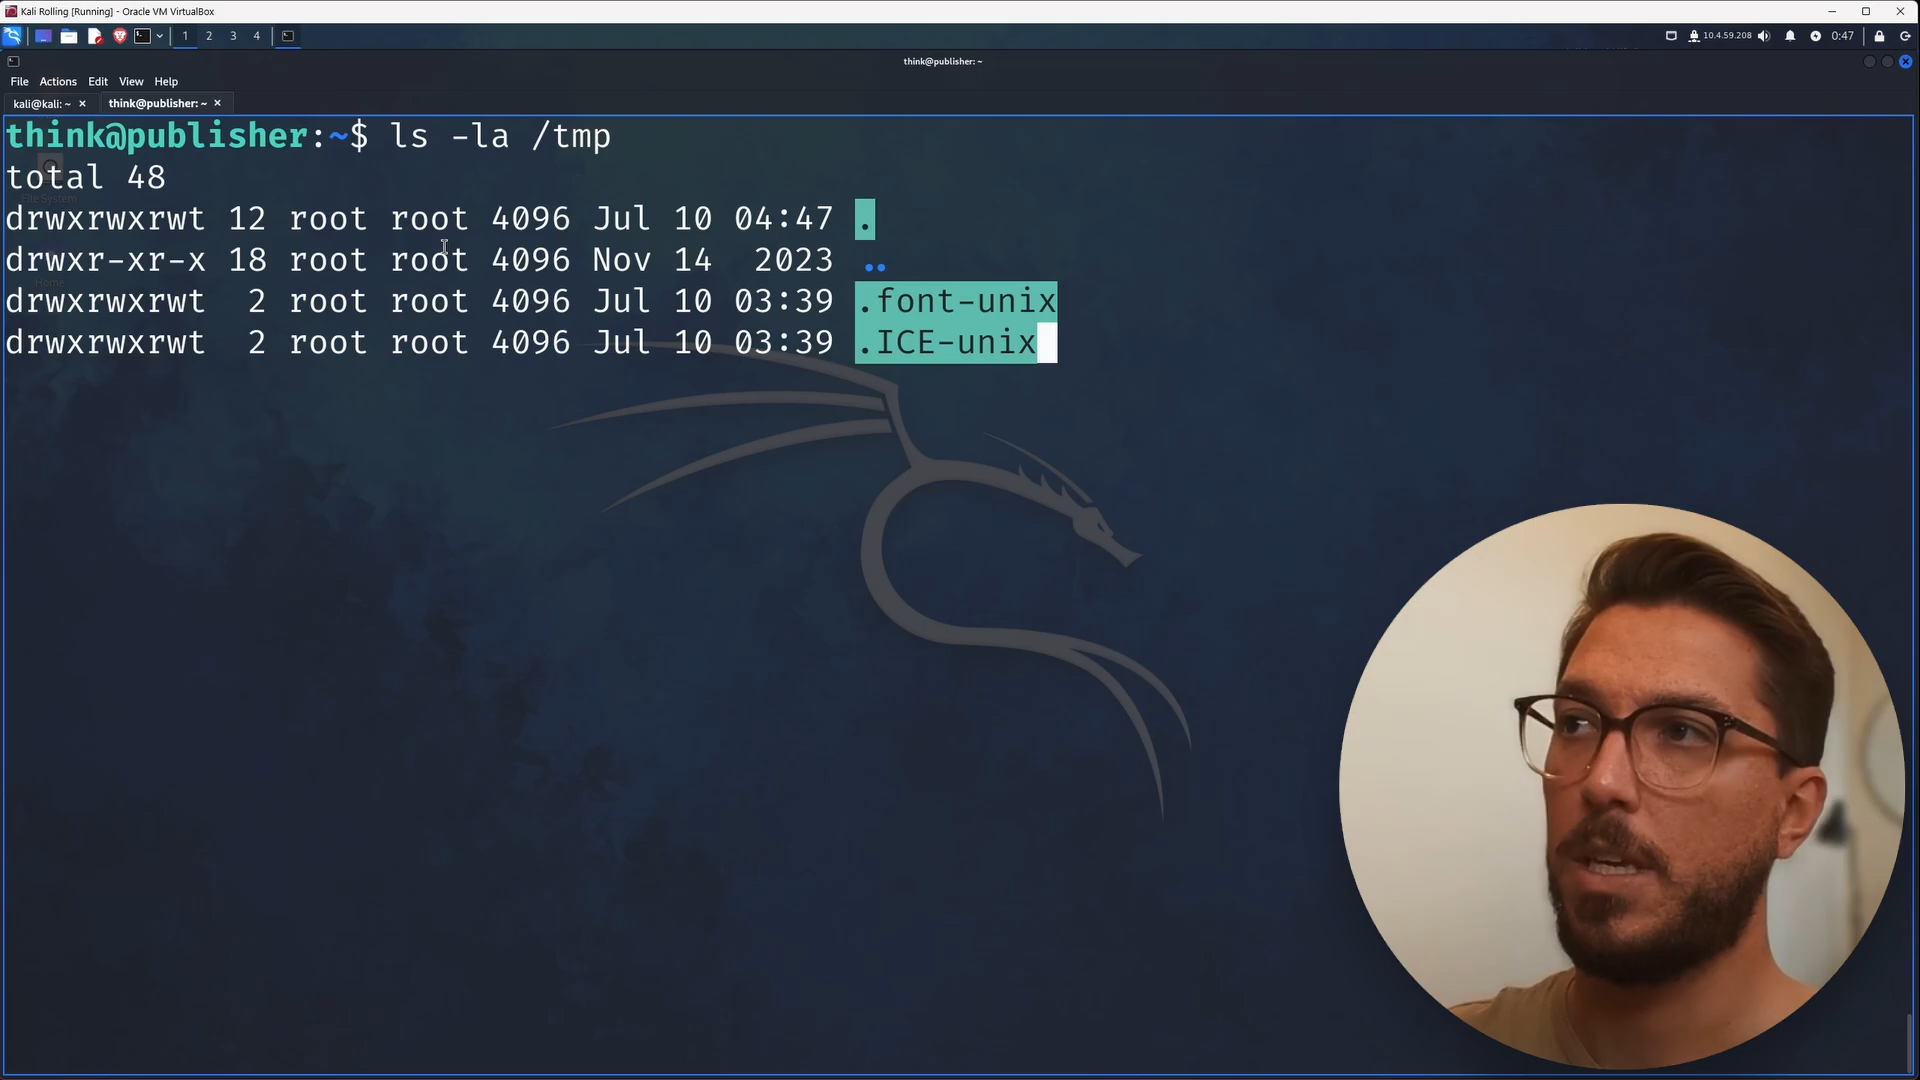 Kali Rolling [Running] - Oracle VM VirtualBox
1 2 3 4
10.4.59.208
0:47
think@publisher: ~
File Actions Edit View Help
kali@kali: ~ ×
think@publisher: ~ ×
think@publisher:~$ ls -la /tmp
total 48
File System
drwxrwxrwt 12 root root 4096 Jul 10 04:47 .
drwxr-xr-x 18 root root 4096 Nov 14  2023 ..
Home
drwxrwxrwt  2 root root 4096 Jul 10 03:39 .font-unix
drwxrwxrwt  2 root root 4096 Jul 10 03:39 .ICE-unix